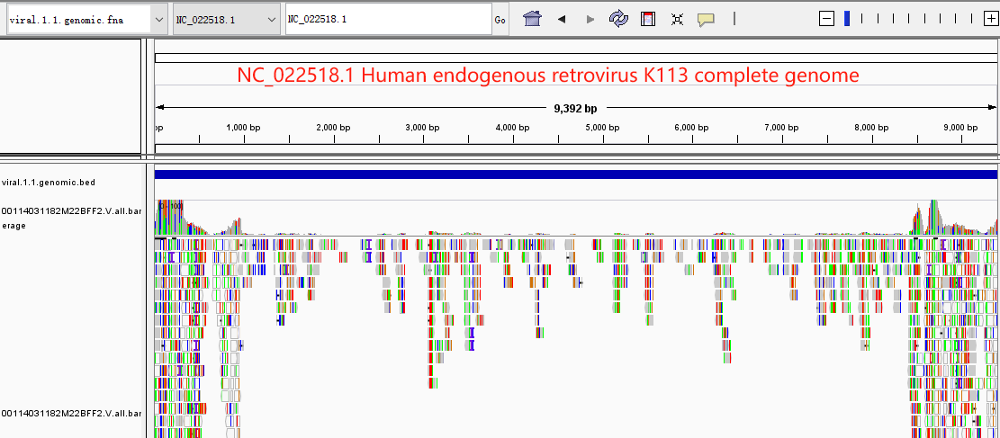 viral.1.1.genomic.fna NC_022518.1 NC_022518.1 Go
NC_022518.1 Human endogenous retrovirus K113 complete genome
9,392 bp
bp 1,000 bp 2,000 bp 3,000 bp 4,000 bp 5,000 bp 6,000 bp 7,000 bp 8,000 bp 9,000 bp
viral.1.1.genomic.bed
00114031182M22BFF2.V.all.bar
erage
00114031182M22BFF2.V.all.bar